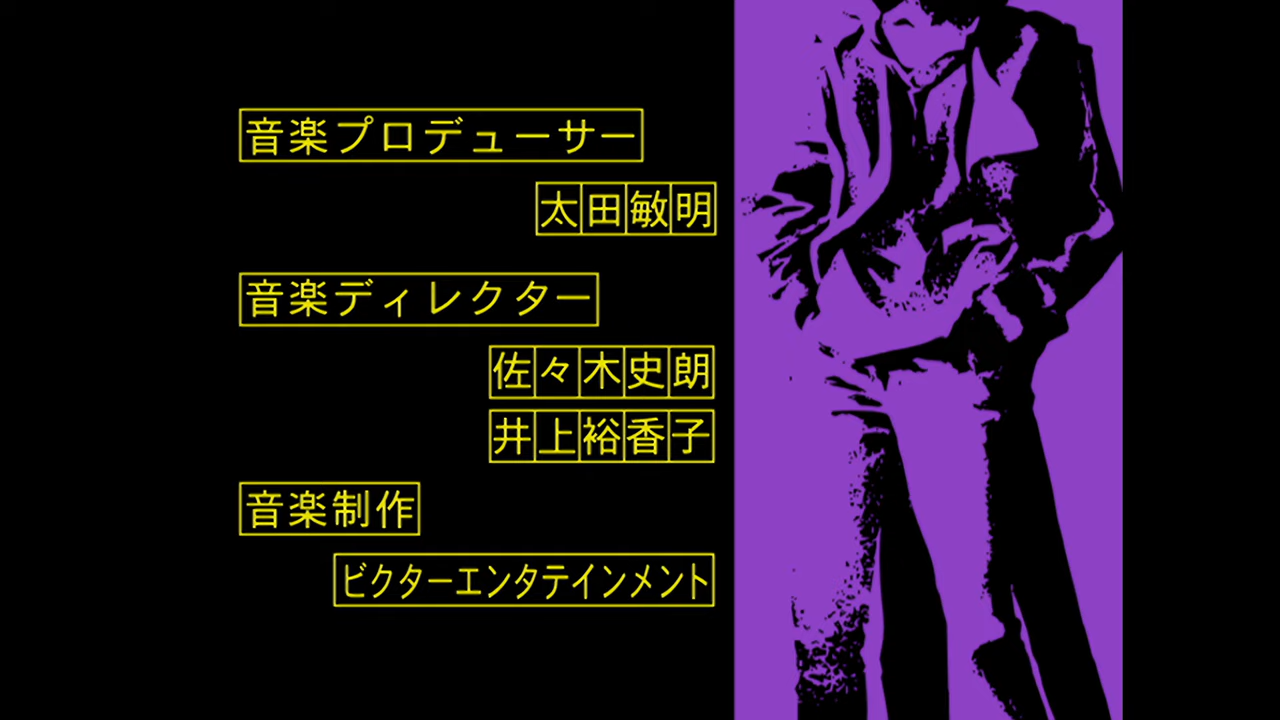 音楽プロデューサー
太田敏明
音楽ディレクター
佐々木史朗
井上裕香子
音楽制作
ビクターエンタテインメント